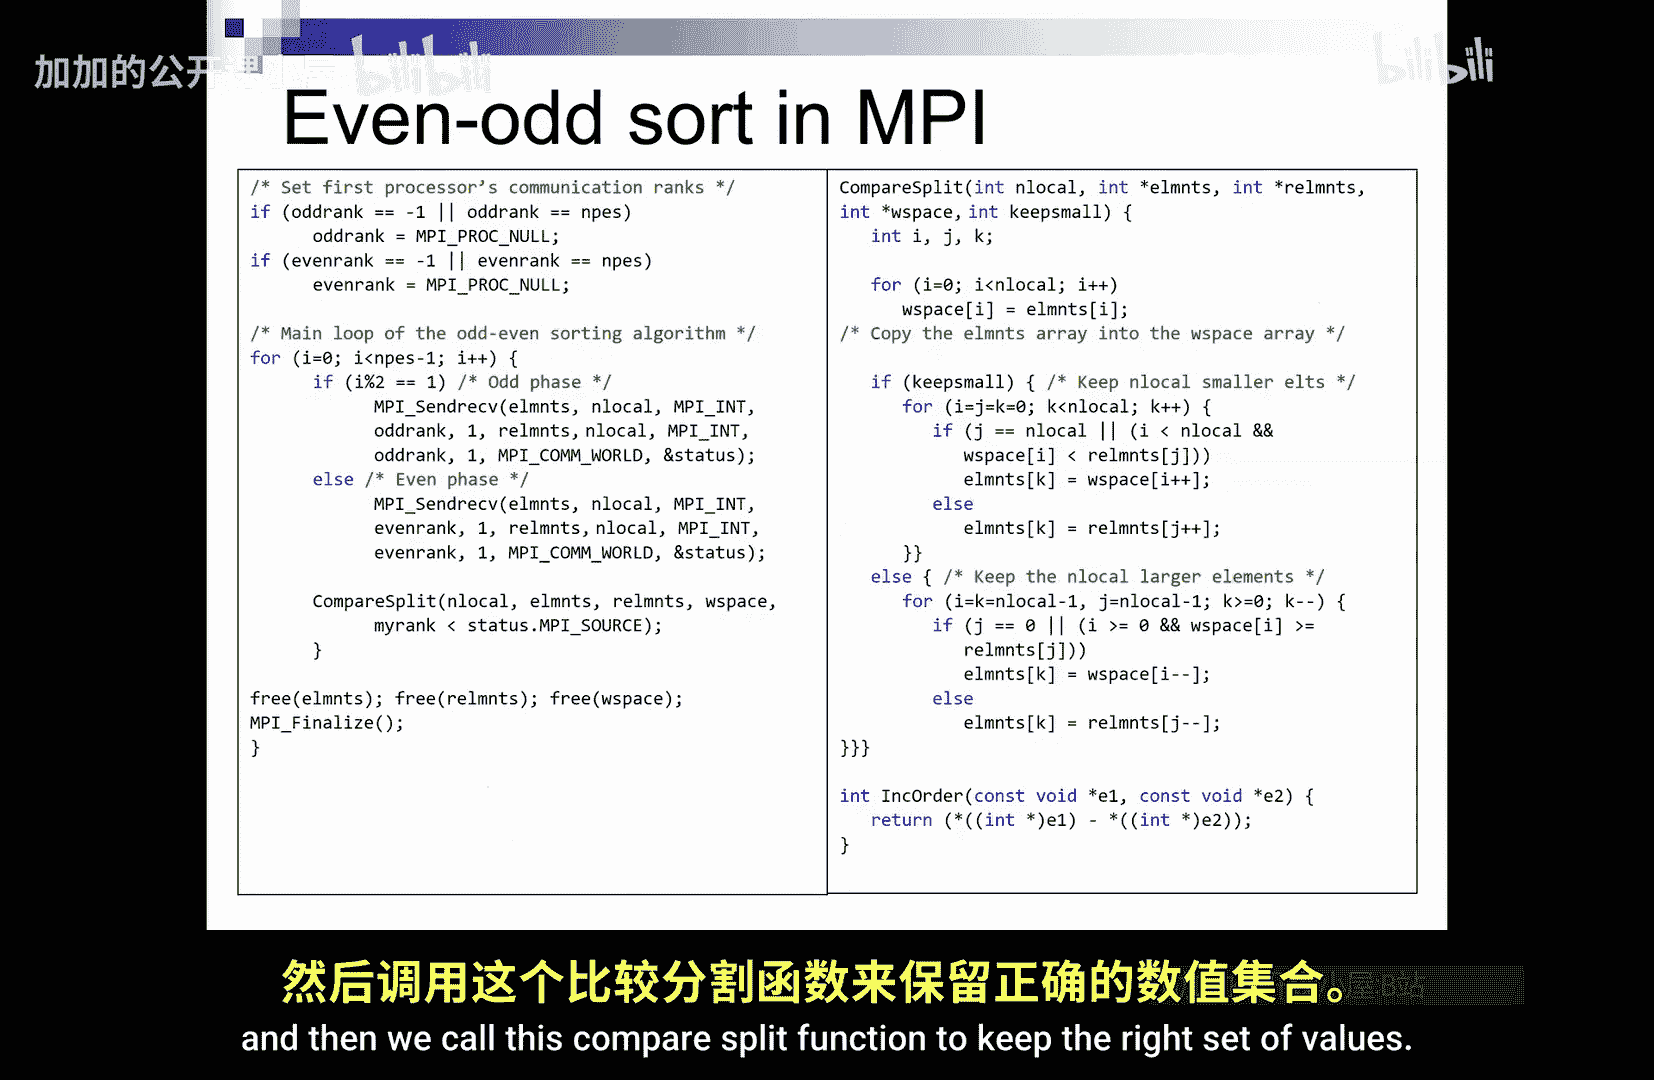 加加的公开
bilibili
bilibili
Even-odd sort in MPI
/* Set first processor’s communication ranks */
if (oddrank == -1 || oddrank == npes)
oddrank = MPI_PROC_NULL;
if (evenrank == -1 || evenrank == npes)
evenrank = MPI_PROC_NULL;
/* Main loop of the odd-even sorting algorithm */
for (i=0; i<npes-1; i++) {
if (i%2 == 1) /* Odd phase */
MPI_Sendrecv(elmnts, nlocal, MPI_INT,
oddrank, 1, relmnts, nlocal, MPI_INT,
oddrank, 1, MPI_COMM_WORLD, &status);
else /* Even phase */
MPI_Sendrecv(elmnts, nlocal, MPI_INT,
evenrank, 1, relmnts, nlocal, MPI_INT,
evenrank, 1, MPI_COMM_WORLD, &status);
CompareSplit(nlocal, elmnts, relmnts, wspace,
myrank < status.MPI_SOURCE);
}
free(elmnts); free(relmnts); free(wspace);
MPI_Finalize();
}
CompareSplit(int nlocal, int *elmnts, int *relmnts,
int *wspace, int keepsmall) {
int i, j, k;
for (i=0; i<nlocal; i++)
wspace[i] = elmnts[i];
/* Copy the elmnts array into the wspace array */
if (keepsmall) { /* Keep nlocal smaller elts */
for (i=j=k=0; k<nlocal; k++) {
if (j == nlocal || (i < nlocal &&
wspace[i] < relmnts[j]))
elmnts[k] = wspace[i++];
else
elmnts[k] = relmnts[j++];
}}
else { /* Keep the nlocal larger elements */
for (i=k=nlocal-1, j=nlocal-1; k>=0; k--) {
if (j == 0 || (i >= 0 && wspace[i] >=
relmnts[j]))
elmnts[k] = wspace[i--];
else
elmnts[k] = relmnts[j--];
}}}
int IncOrder(const void *e1, const void *e2) {
return (*((int *)e1) - *((int *)e2));
}
然后调用这个比较分割函数来保留正确的数值集合。
and then we call this compare split function to keep the right set of values.